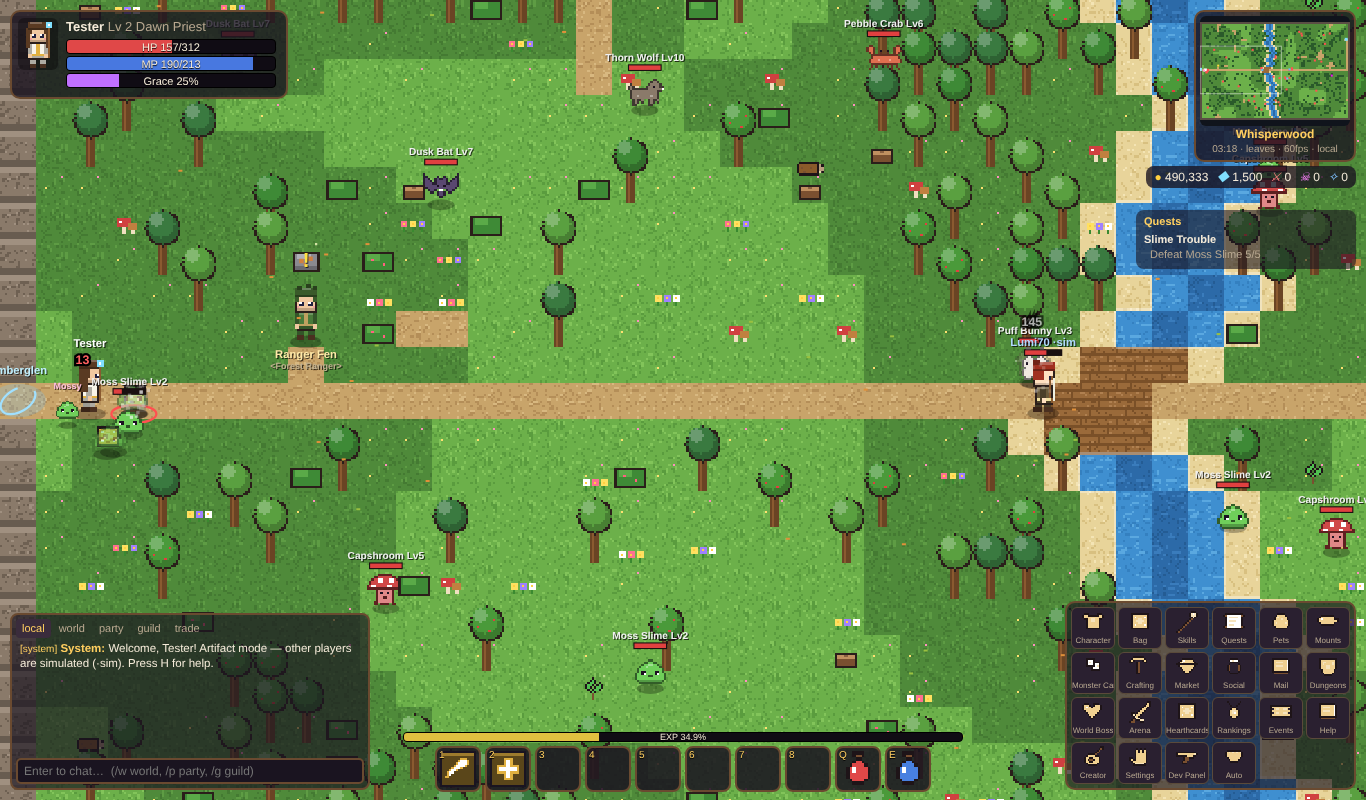 Tester Lv 2 Dawn Priest
Dusk Bat Lv7
HP 157/312
MP 190/213
Grace 25%
Pebble Crab Lv6
Thorn Wolf Lv10
Whisperwood
03:18 · leaves · 60fps · local
490,333 1,500 0 0 0
Quests
Slime Trouble
Defeat Moss Slime 5/5
Dusk Bat Lv7
145
Puff Bunny Lv3
Lumi70 ·sim
Tester
13
Ranger Fen
<Forest Ranger>
mberglen
Mossy
Moss Slime Lv2
Moss Slime Lv2
Capshroom Lv
Capshroom Lv5
Moss Slime Lv2
local world party guild trade
[system] System: Welcome, Tester! Artifact mode — other players
are simulated (·sim). Press H for help.
Enter to chat… (/w world, /p party, /g guild)
EXP 34.9%
1 2 3 4 5 6 7 8 Q E
Character Bag Skills Quests Pets Mounts
Monster Ca Crafting Market Social Mail Dungeons
World Boss Arena Hearthcards Rankings Events Help
Creator Settings Dev Panel Auto